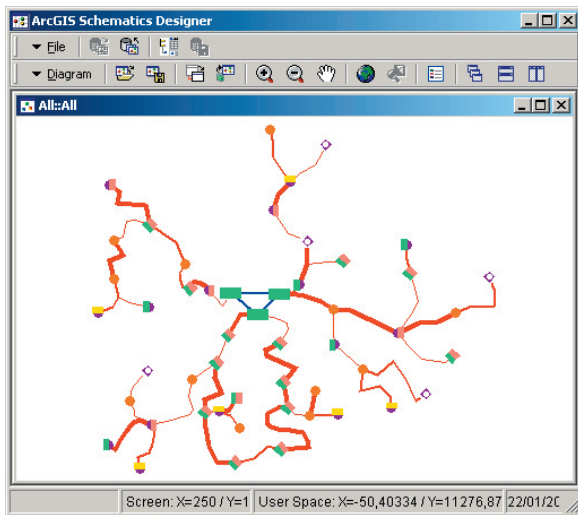 ArcGIS Schematics Designer
File
Diagram
All::All
Screen: X=250 / Y=1 User Space: X=-50,40334 / Y=11276,87 22/01/20